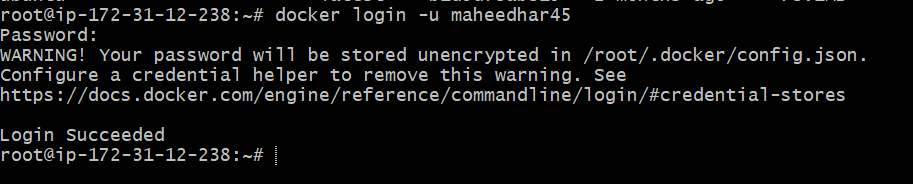 root@ip-172-31-12-238:~# docker login -u maheedhar45
Password:
WARNING! Your password will be stored unencrypted in /root/.docker/config.json.
Configure a credential helper to remove this warning. See
https://docs.docker.com/engine/reference/commandline/login/#credential-stores
Login Succeeded
root@ip-172-31-12-238:~#